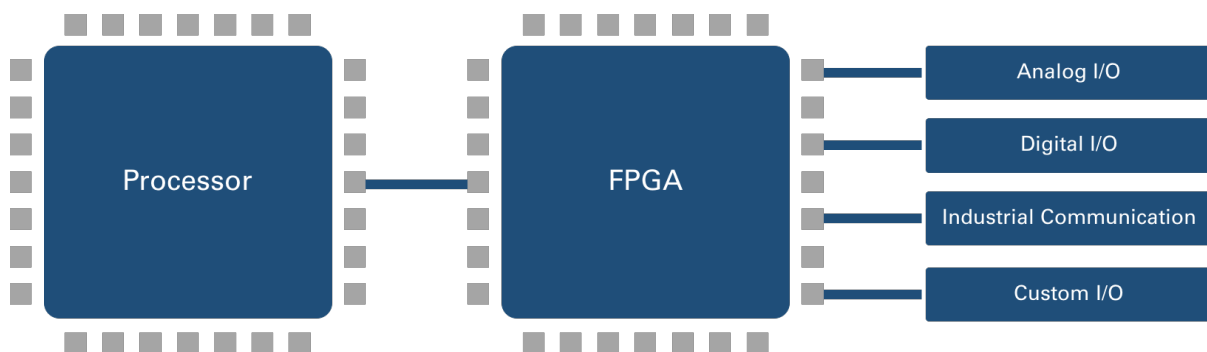 Processor
FPGA
Analog I/O
Digital I/O
Industrial Communication
Custom I/O